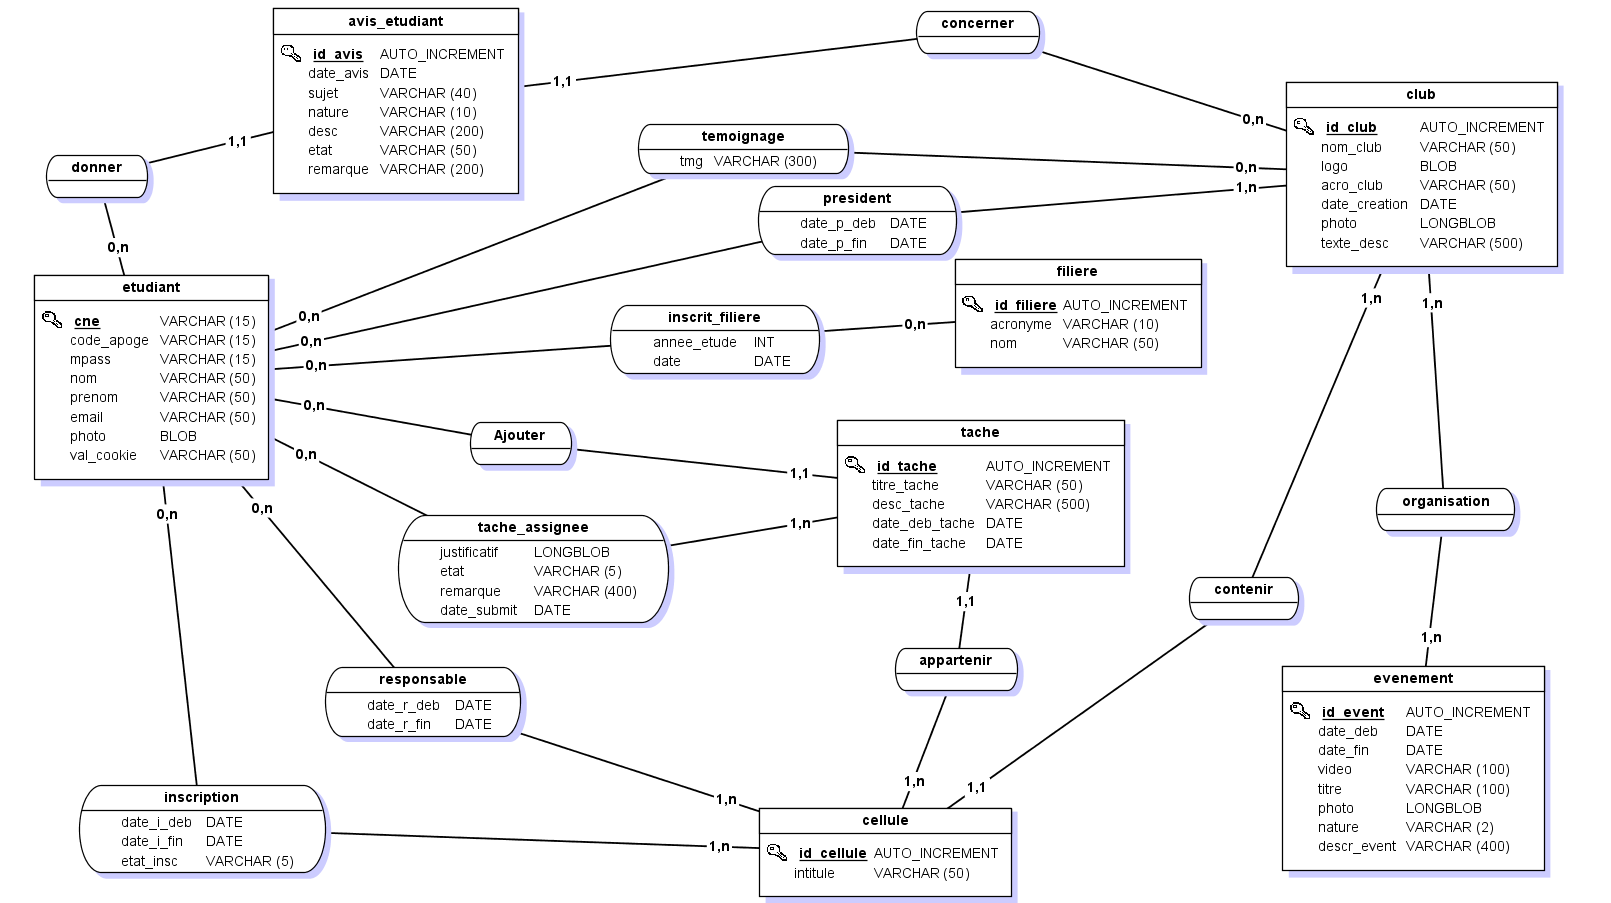 avis_etudiant
id_avis AUTO_INCREMENT
date_avis DATE
sujet VARCHAR (40)
nature VARCHAR (10)
desc VARCHAR (200)
etat VARCHAR (50)
remarque VARCHAR (200)
concerner
1,1
0,n
club
id_club AUTO_INCREMENT
nom_club VARCHAR (50)
logo BLOB
acro_club VARCHAR (50)
date_creation DATE
photo LONGBLOB
texte_desc VARCHAR (500)
donner
1,1
0,n
temoignage
tmg VARCHAR (300)
0,n
0,n
president
date_p_deb DATE
date_p_fin DATE
1,n
0,n
etudiant
cne VARCHAR (15)
code_apoge VARCHAR (15)
mpass VARCHAR (15)
nom VARCHAR (50)
prenom VARCHAR (50)
email VARCHAR (50)
photo BLOB
val_cookie VARCHAR (50)
inscrit_filiere
annee_etude INT
date DATE
0,n
0,n
filiere
id_filiere AUTO_INCREMENT
acronyme VARCHAR (10)
nom VARCHAR (50)
Ajouter
0,n
1,1
tache
id_tache AUTO_INCREMENT
titre_tache VARCHAR (50)
desc_tache VARCHAR (500)
date_deb_tache DATE
date_fin_tache DATE
tache_assignee
justificatif LONGBLOB
etat VARCHAR (5)
remarque VARCHAR (400)
date_submit DATE
0,n
1,n
1,n
1,n
organisation
1,n
contenir
1,1
1,1
appartenir
1,n
0,n
0,n
responsable
date_r_deb DATE
date_r_fin DATE
1,n
evenement
id_event AUTO_INCREMENT
date_deb DATE
date_fin DATE
video VARCHAR (100)
titre VARCHAR (100)
photo LONGBLOB
nature VARCHAR (2)
descr_event VARCHAR (400)
inscription
date_i_deb DATE
date_i_fin DATE
etat_insc VARCHAR (5)
1,n
cellule
id_cellule AUTO_INCREMENT
intitule VARCHAR (50)